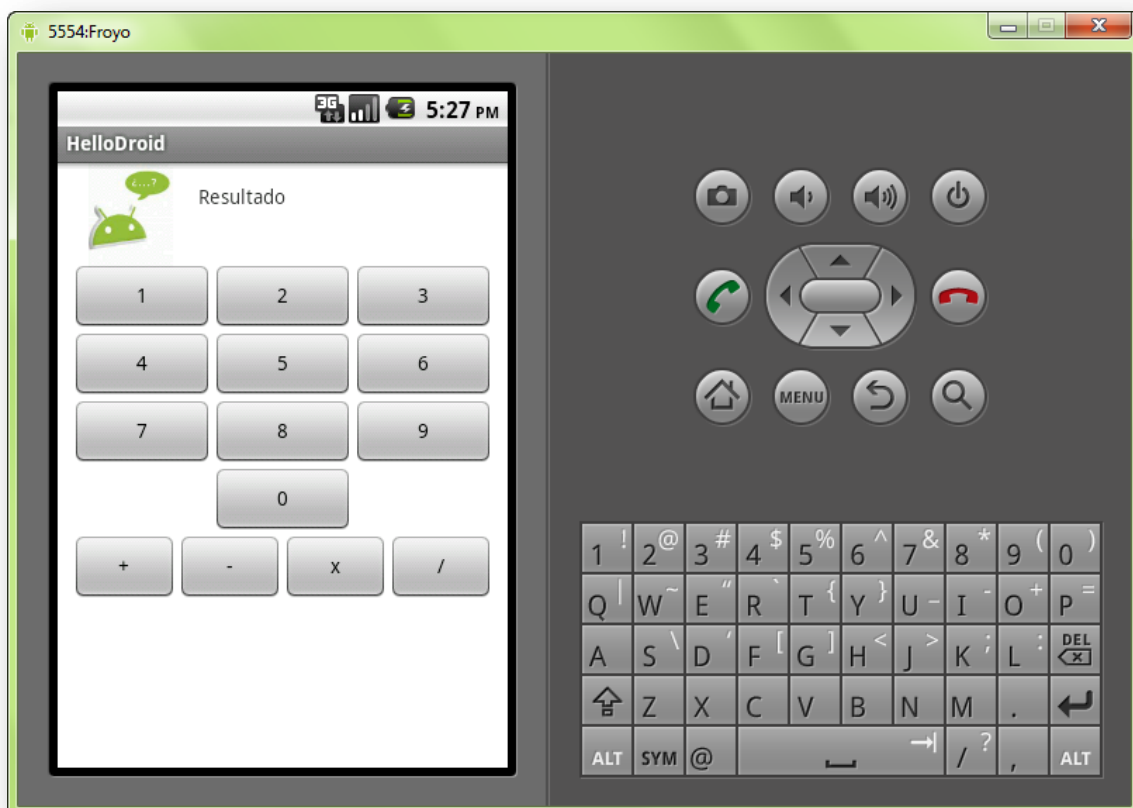 5554:Froyo
3G 5:27 PM
HelloDroid
¿...?
Resultado
1 2 3
4 5 6
7 8 9
0
+ - x /
MENU
1 ! 2 @ 3 # 4 $ 5 % 6 ^ 7 & 8 * 9 ( 0 )
Q | W ~ E “ R ` T { Y } U _ I - O + P =
A S \ D ‘ F [ G ] H < J > K ; L : DEL
Z X C V B N M .
ALT SYM @ / ? , ALT